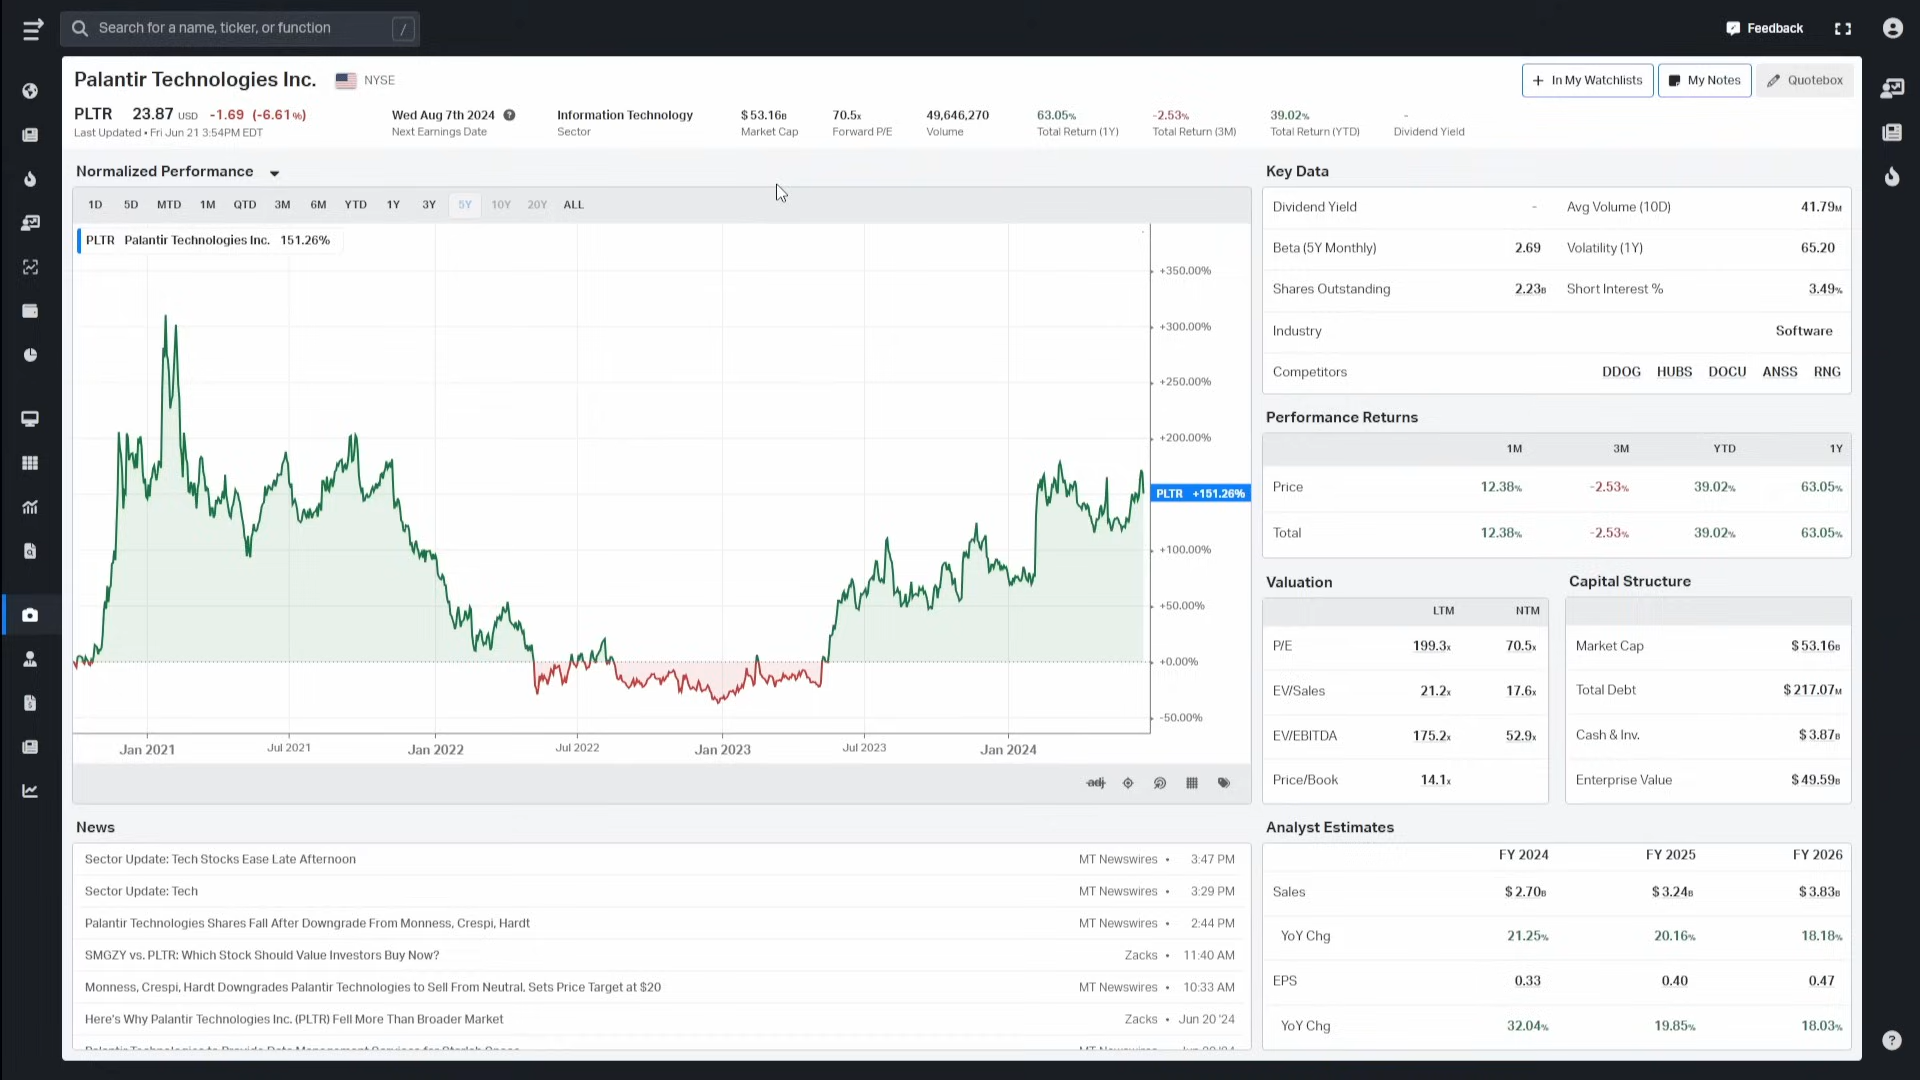 Search for a name, ticker, or function /
Feedback
Palantir Technologies Inc. NYSE
In My Watchlists My Notes Quotebox
PLTR 23.87 USD -1.69 (-6.61%)
Last Updated • Fri Jun 21 3:54PM EDT
Wed Aug 7th 2024 ?
Next Earnings Date
Information Technology
Sector
$53.16B
Market Cap
70.5x
Forward P/E
49,646,270
Volume
63.05%
Total Return (1Y)
-2.53%
Total Return (3M)
39.02%
Total Return (YTD)
-
Dividend Yield
Normalized Performance
1D 5D MTD 1M QTD 3M 6M YTD 1Y 3Y 5Y 10Y 20Y ALL
PLTR Palantir Technologies Inc. 151.26%
+350.00%
+300.00%
+250.00%
+200.00%
PLTR +151.26%
+100.00%
+50.00%
+0.00%
-50.00%
Jan 2021 Jul 2021 Jan 2022 Jul 2022 Jan 2023 Jul 2023 Jan 2024
adj
Key Data
Dividend Yield - Avg Volume (10D) 41.79M
Beta (5Y Monthly) 2.69 Volatility (1Y) 65.20
Shares Outstanding 2.23B Short Interest % 3.49%
Industry Software
Competitors DDOG HUBS DOCU ANSS RNG
Performance Returns
1M 3M YTD 1Y
Price 12.38% -2.53% 39.02% 63.05%
Total 12.38% -2.53% 39.02% 63.05%
Valuation
LTM NTM
P/E 199.3x 70.5x
EV/Sales 21.2x 17.6x
EV/EBITDA 175.2x 52.9x
Price/Book 14.1x
Capital Structure
Market Cap $53.16B
Total Debt $217.07M
Cash & Inv. $3.87B
Enterprise Value $49.59B
News
Sector Update: Tech Stocks Ease Late Afternoon MT Newswires • 3:47 PM
Sector Update: Tech MT Newswires • 3:29 PM
Palantir Technologies Shares Fall After Downgrade From Monness, Crespi, Hardt MT Newswires • 2:44 PM
SMGZY vs. PLTR: Which Stock Should Value Investors Buy Now? Zacks • 11:40 AM
Monness, Crespi, Hardt Downgrades Palantir Technologies to Sell From Neutral, Sets Price Target at $20 MT Newswires • 10:33 AM
Here's Why Palantir Technologies Inc. (PLTR) Fell More Than Broader Market Zacks • Jun 20 '24
Analyst Estimates
FY 2024 FY 2025 FY 2026
Sales $2.70B $3.24B $3.83B
YoY Chg 21.25% 20.16% 18.18%
EPS 0.33 0.40 0.47
YoY Chg 32.04% 19.85% 18.03%
?